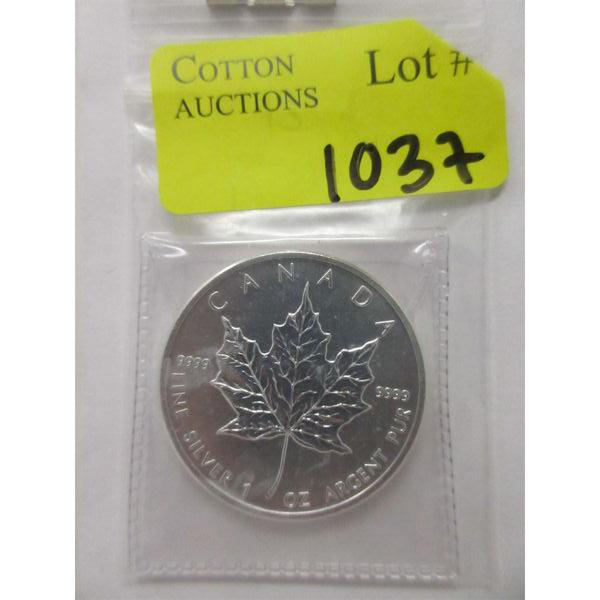 COTTON Lot #
AUCTIONS
1037
CANADA
9999 9999
FINE SILVER 1 OZ ARGENT PUR